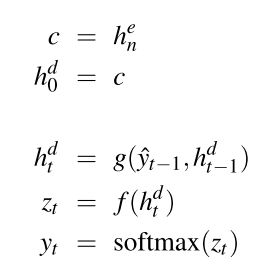 c = h_n^e
h_0^d = c
h_t^d = g(ŷ_{t−1}, h_{t−1}^d)
z_t = f(h_t^d)
y_t = softmax(z_t)